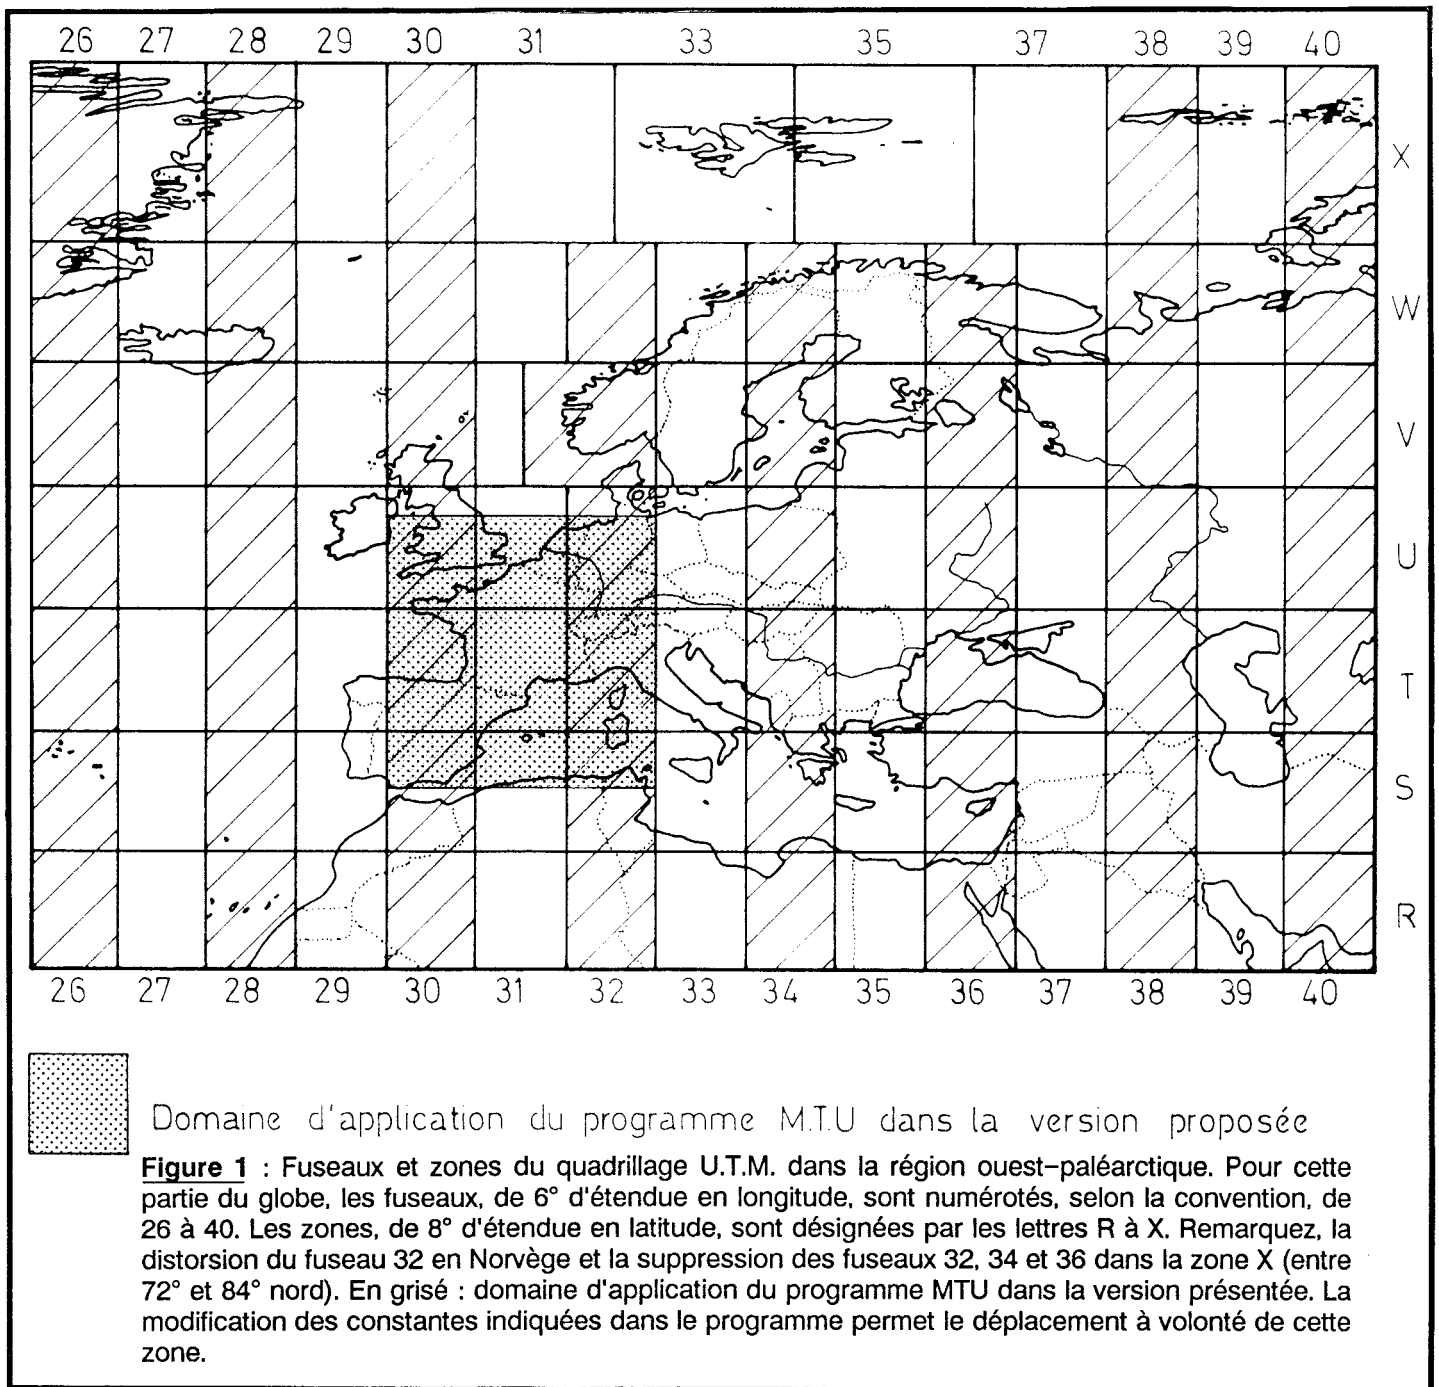 26 27 28 29 30 31 33 35 37 38 39 40
X
W
V
U
T
S
R
26 27 28 29 30 31 32 33 34 35 36 37 38 39 40
Domaine d'application du programme M.T.U dans la version proposée
Figure 1 : Fuseaux et zones du quadrillage U.T.M. dans la région ouest-paléarctique. Pour cette
partie du globe, les fuseaux, de 6° d'étendue en longitude, sont numérotés, selon la convention, de
26 à 40. Les zones, de 8° d'étendue en latitude, sont désignées par les lettres R à X. Remarquez, la
distorsion du fuseau 32 en Norvège et la suppression des fuseaux 32, 34 et 36 dans la zone X (entre
72° et 84° nord). En grisé : domaine d'application du programme MTU dans la version présentée. La
modification des constantes indiquées dans le programme permet le déplacement à volonté de cette
zone.